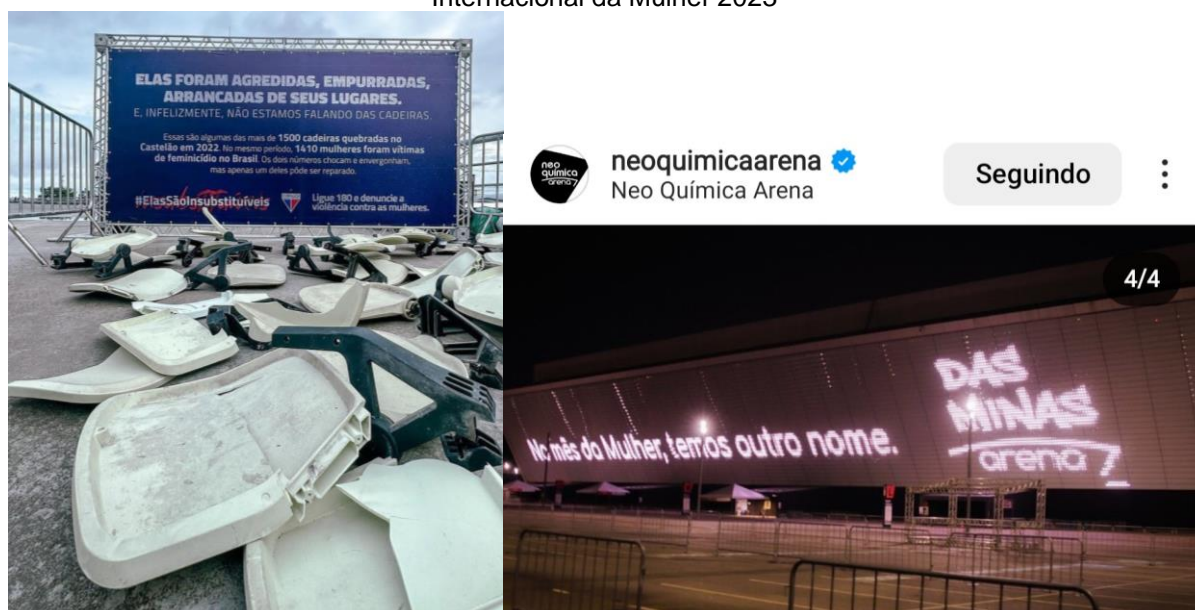 Internacional da Mulher 2023
ELAS FORAM AGREDIDAS, EMPURRADAS,
ARRANCADAS DE SEUS LUGARES.
E, INFELIZMENTE, NÃO ESTAMOS FALANDO DAS CADEIRAS.
Essas são algumas das mais de 1500 cadeiras quebradas no
Castelão em 2022. No mesmo período, 1410 mulheres foram vítimas
de feminicídio no Brasil. Os dois números chocam e envergonham,
mas apenas um deles pôde ser reparado.
#ElasSãoInsubstituíveis
Ligue 180 e denuncie a
violência contra as mulheres.
neo
química
arena
neoquimicaarena
Neo Química Arena
Seguindo
4/4
No mês da Mulher, temos outro nome.
DAS
MINAS
arena